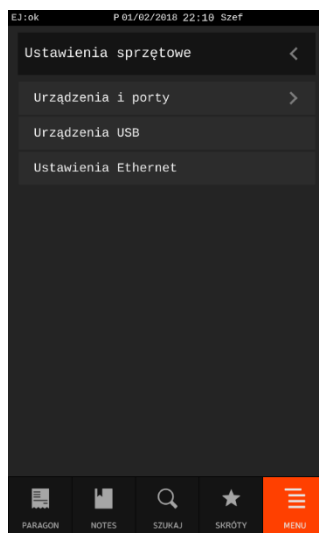 EJ:ok P 01/02/2018 22:10 Szef
Ustawienia sprzętowe
Urządzenia i porty
Urządzenia USB
Ustawienia Ethernet
PARAGON NOTES SZUKAJ SKRÓTY MENU